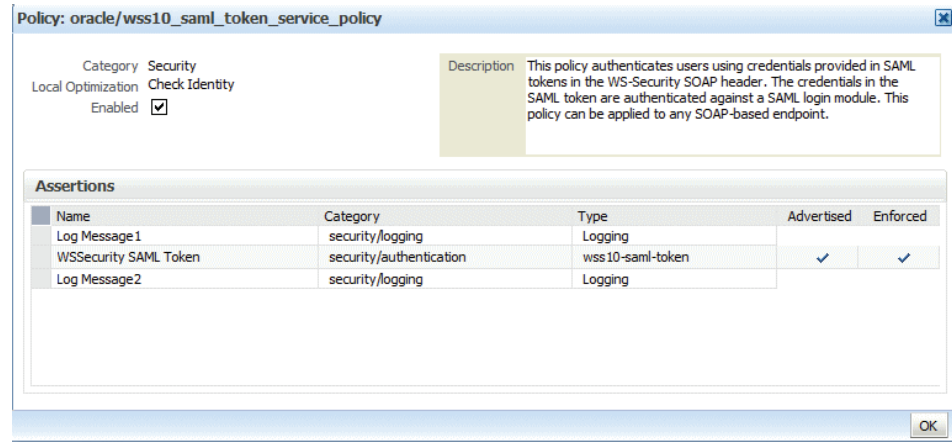 Policy: oracle/wss10_saml_token_service_policy
Category Security
Local Optimization Check Identity
Enabled
Description This policy authenticates users using credentials provided in SAML
tokens in the WS-Security SOAP header. The credentials in the
SAML token are authenticated against a SAML login module. This
policy can be applied to any SOAP-based endpoint.
Assertions
Name Category Type Advertised Enforced
Log Message1 security/logging Logging
WSSecurity SAML Token security/authentication wss10-saml-token
Log Message2 security/logging Logging
OK